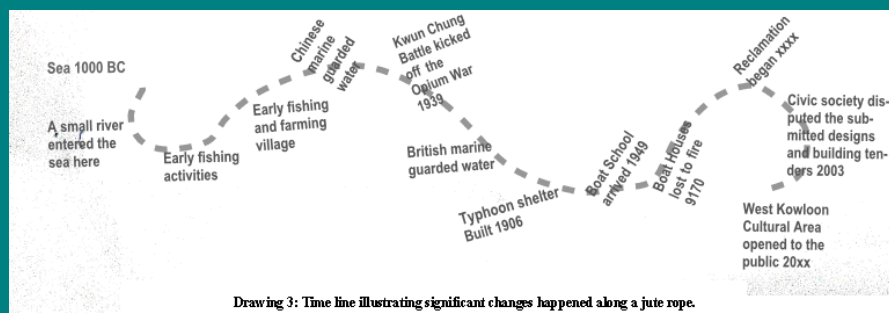 Sea 1000 BC
A small river
entered the
sea here
Early fishing
activities
Early fishing
and farming
village
Chinese
marine
guarded
water
Kwun Chung
Battle kicked
off the
Opium War
1939
British marine
guarded water
Typhoon shelter
Built 1906
Boat School
arrived 1949
Boat Houses
lost to fire
9170
Reclamation
began xxxx
Civic society dis-
puted the sub-
mitted designs
and building ten-
ders 2003
West Kowloon
Cultural Area
opened to the
public 20xx
Drawing 3: Time line illustrating significant changes happened along a jute rope.